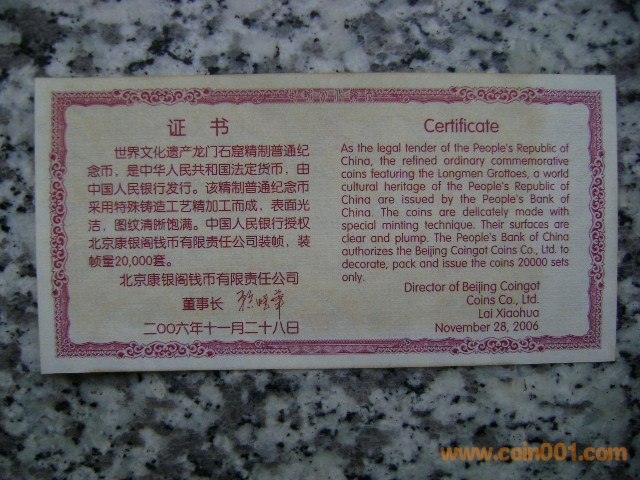 证 书
世界文化遗产龙门石窟精制普通纪
念币，是中华人民共和国法定货币，由
中国人民银行发行。该精制普通纪念币
采用特殊铸造工艺精加工而成，表面光
洁，图纹清晰饱满。中国人民银行授权
北京康银阁钱币有限责任公司装帧，装
帧量20,000套。
北京康银阁钱币有限责任公司
董事长
二〇〇六年十一月二十八日
Certificate
As the legal tender of the People's Republic of
China, the refined ordinary commemorative
coins featuring the Longmen Grottoes, a world
cultural heritage of the People's Republic of
China are issued by the People's Bank of
China. The coins are delicately made with
special minting technique. Their surfaces are
clear and plump. The People's Bank of China
authorizes the Beijing Coingot Coins Co., Ltd. to
decorate, pack and issue the coins 20000 sets
only.
Director of Beijing Coingot
Coins Co., Ltd.
Lai Xiaohua
November 28, 2006
www.coin001.com